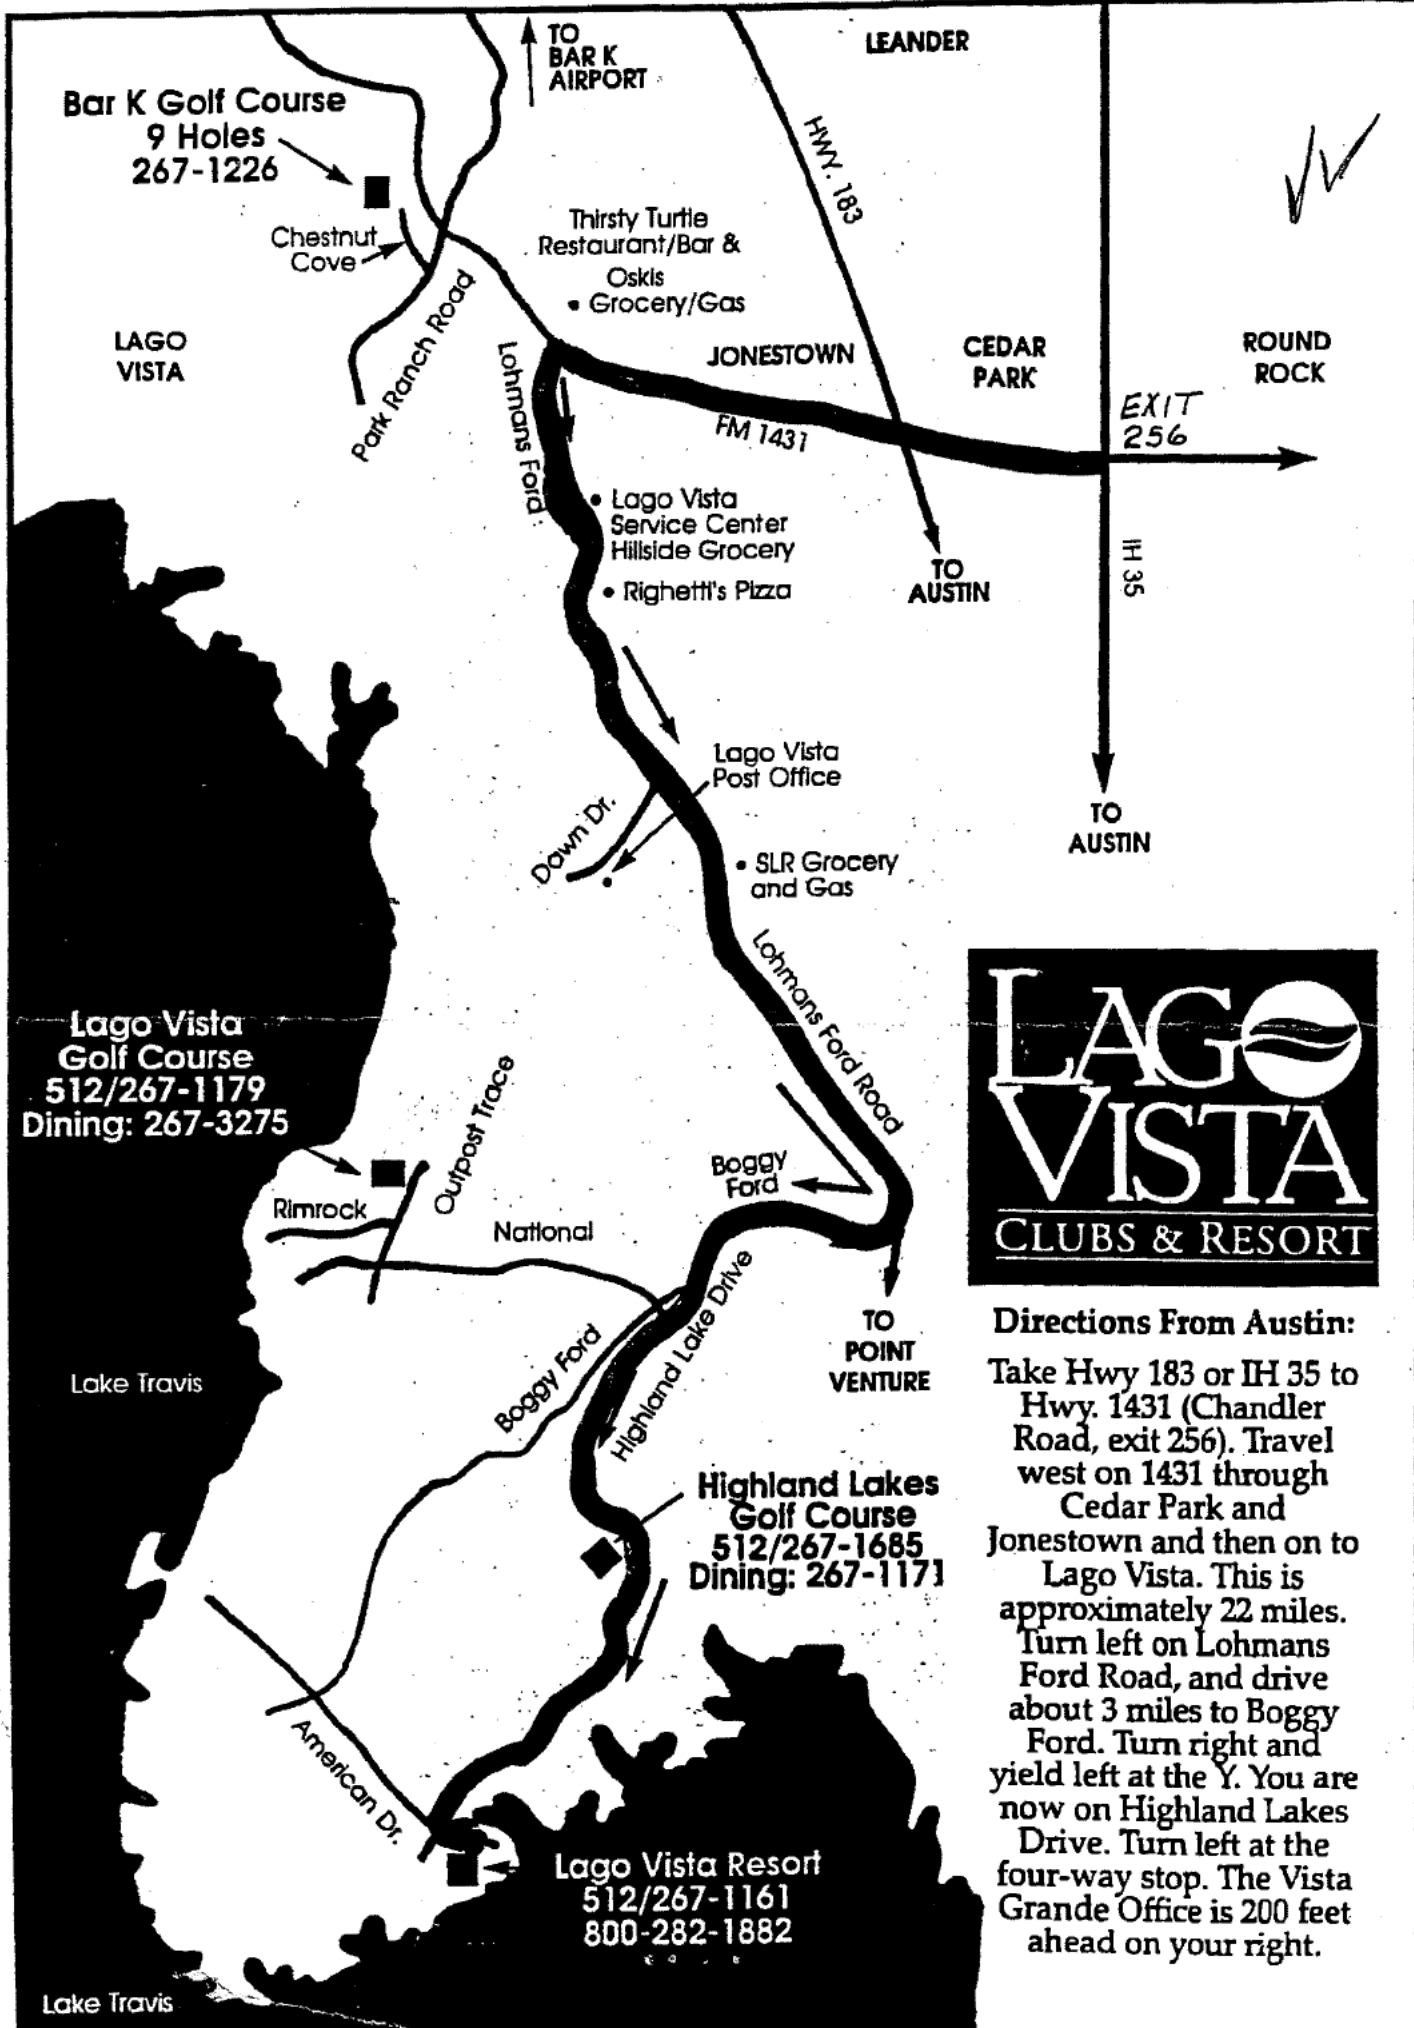 TO
BAR K
AIRPORT
LEANDER
Bar K Golf Course
9 Holes
267-1226
HWY. 183
Chestnut
Cove
Thirsty Turtle
Restaurant/Bar &
Oskis
Grocery/Gas
LAGO
VISTA
Park Ranch Road
Lohmans Ford
JONESTOWN
CEDAR
PARK
ROUND
ROCK
EXIT
256
FM 1431
Lago Vista
Service Center
Hillside Grocery
Righetti's Pizza
TO
AUSTIN
IH 35
Lago Vista
Post Office
Dawn Dr.
TO
AUSTIN
SLR Grocery
and Gas
Lohmans Ford Road
LAGO
VISTA
CLUBS & RESORT
Lago Vista
Golf Course
512/267-1179
Dining: 267-3275
Outpost Trace
Rimrock
National
Boggy
Ford
TO
POINT
VENTURE
Lake Travis
Boggy Ford
Highland Lake Drive
Highland Lakes
Golf Course
512/267-1685
Dining: 267-1171
American Dr.
Lago Vista Resort
512/267-1161
800-282-1882
Lake Travis
Directions From Austin:
Take Hwy 183 or IH 35 to
Hwy. 1431 (Chandler
Road, exit 256). Travel
west on 1431 through
Cedar Park and
Jonestown and then on to
Lago Vista. This is
approximately 22 miles.
Turn left on Lohmans
Ford Road, and drive
about 3 miles to Boggy
Ford. Turn right and
yield left at the Y. You are
now on Highland Lakes
Drive. Turn left at the
four-way stop. The Vista
Grande Office is 200 feet
ahead on your right.